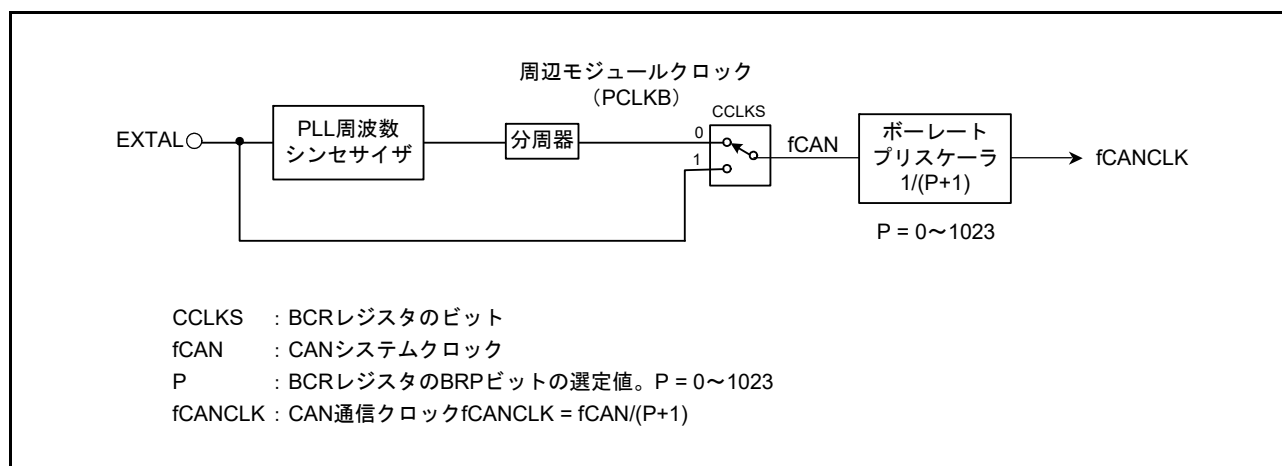 周辺モジュールクロック
(PCLKB)
CCLKS
EXTAL
PLL周波数
シンセサイザ
分周器
0
1
fCAN
ボーレート
プリスケーラ
1/(P+1)
fCANCLK
P = 0〜1023
CCLKS : BCRレジスタのビット
fCAN : CANシステムクロック
P : BCRレジスタのBRPビットの選定値。P = 0〜1023
fCANCLK : CAN通信クロックfCANCLK = fCAN/(P+1)